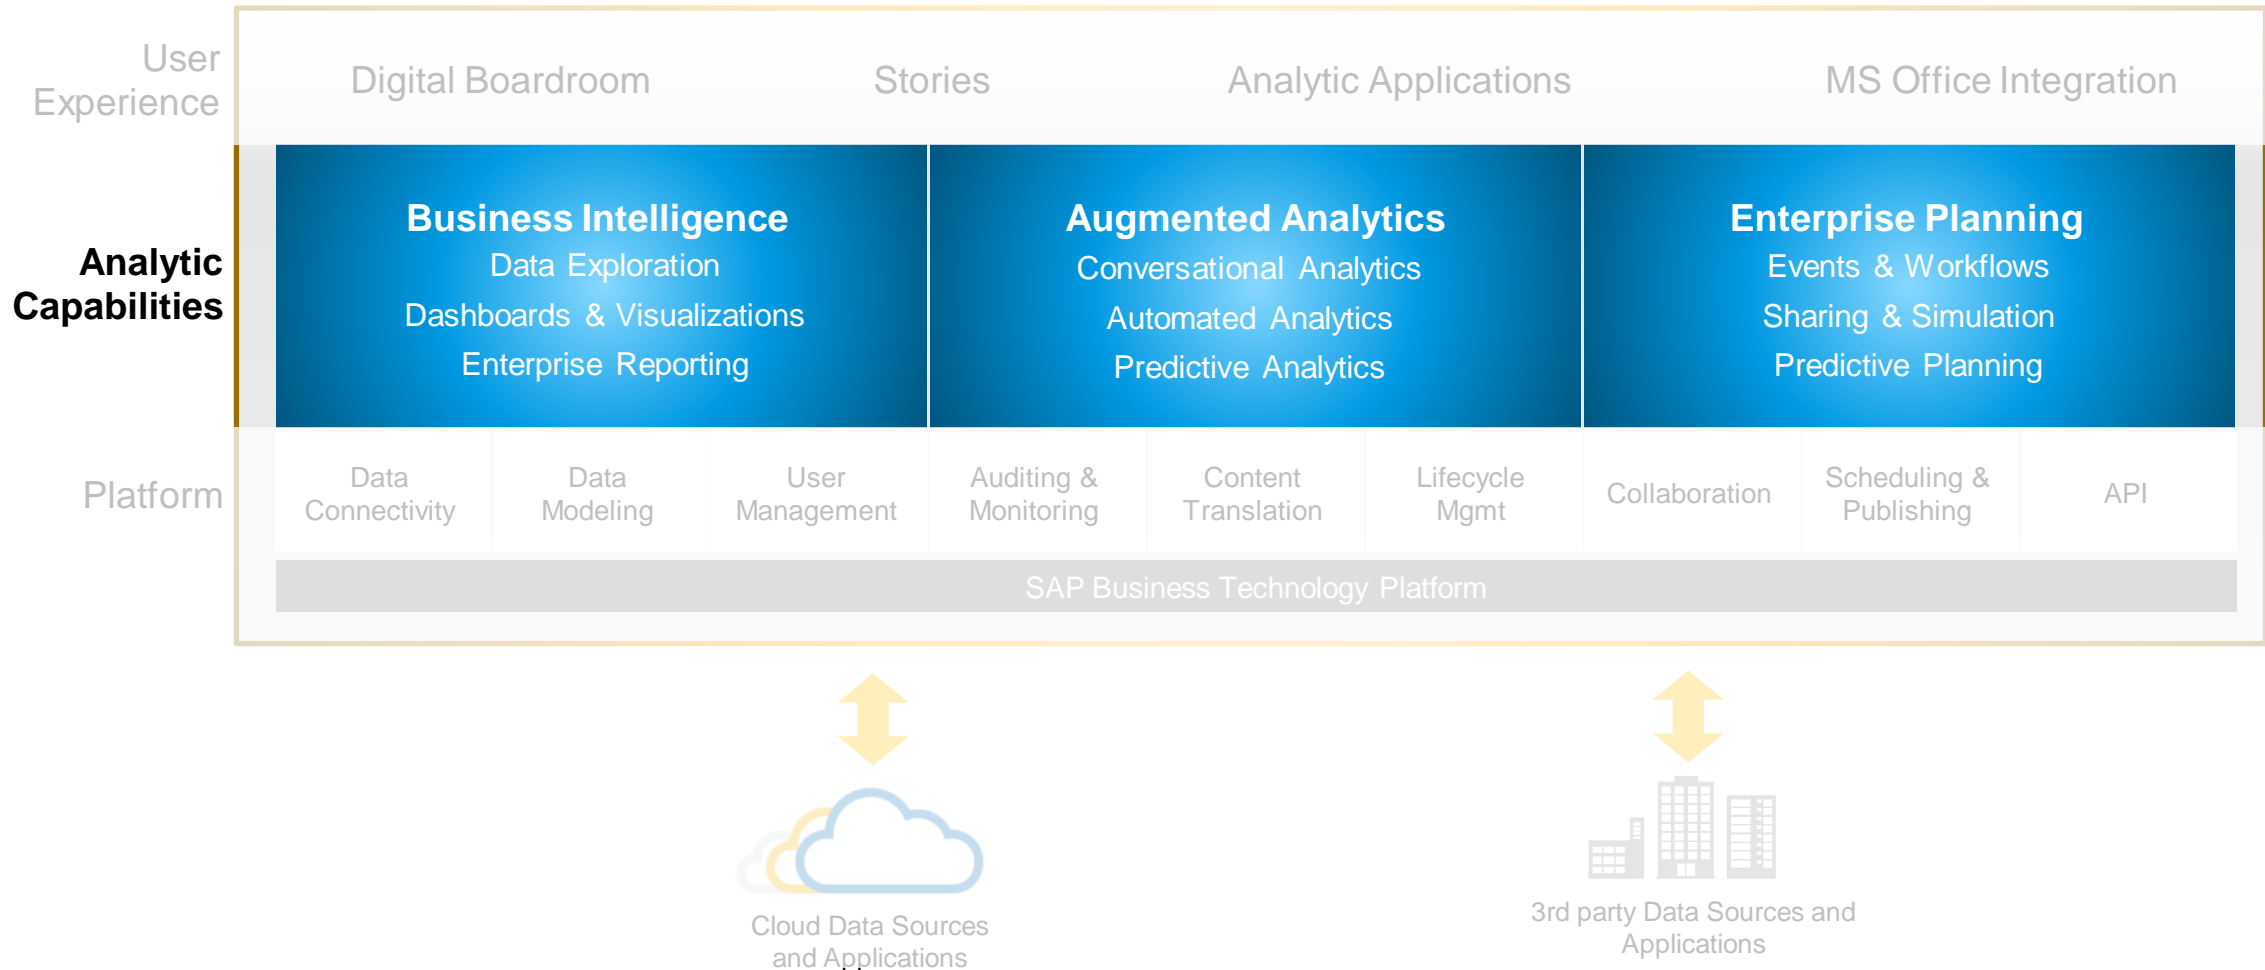 User
Experience
Digital Boardroom
Stories
Analytic Applications
MS Office Integration
Analytic
Capabilities
Business Intelligence
Data Exploration
Dashboards & Visualizations
Enterprise Reporting
Augmented Analytics
Conversational Analytics
Automated Analytics
Predictive Analytics
Enterprise Planning
Events & Workflows
Sharing & Simulation
Predictive Planning
Platform
Data
Connectivity
Data
Modeling
User
Management
Auditing &
Monitoring
Content
Translation
Lifecycle
Mgmt
Collaboration
Scheduling &
Publishing
API
SAP Business Technology Platform
Cloud Data Sources
and Applications
3rd party Data Sources and
Applications